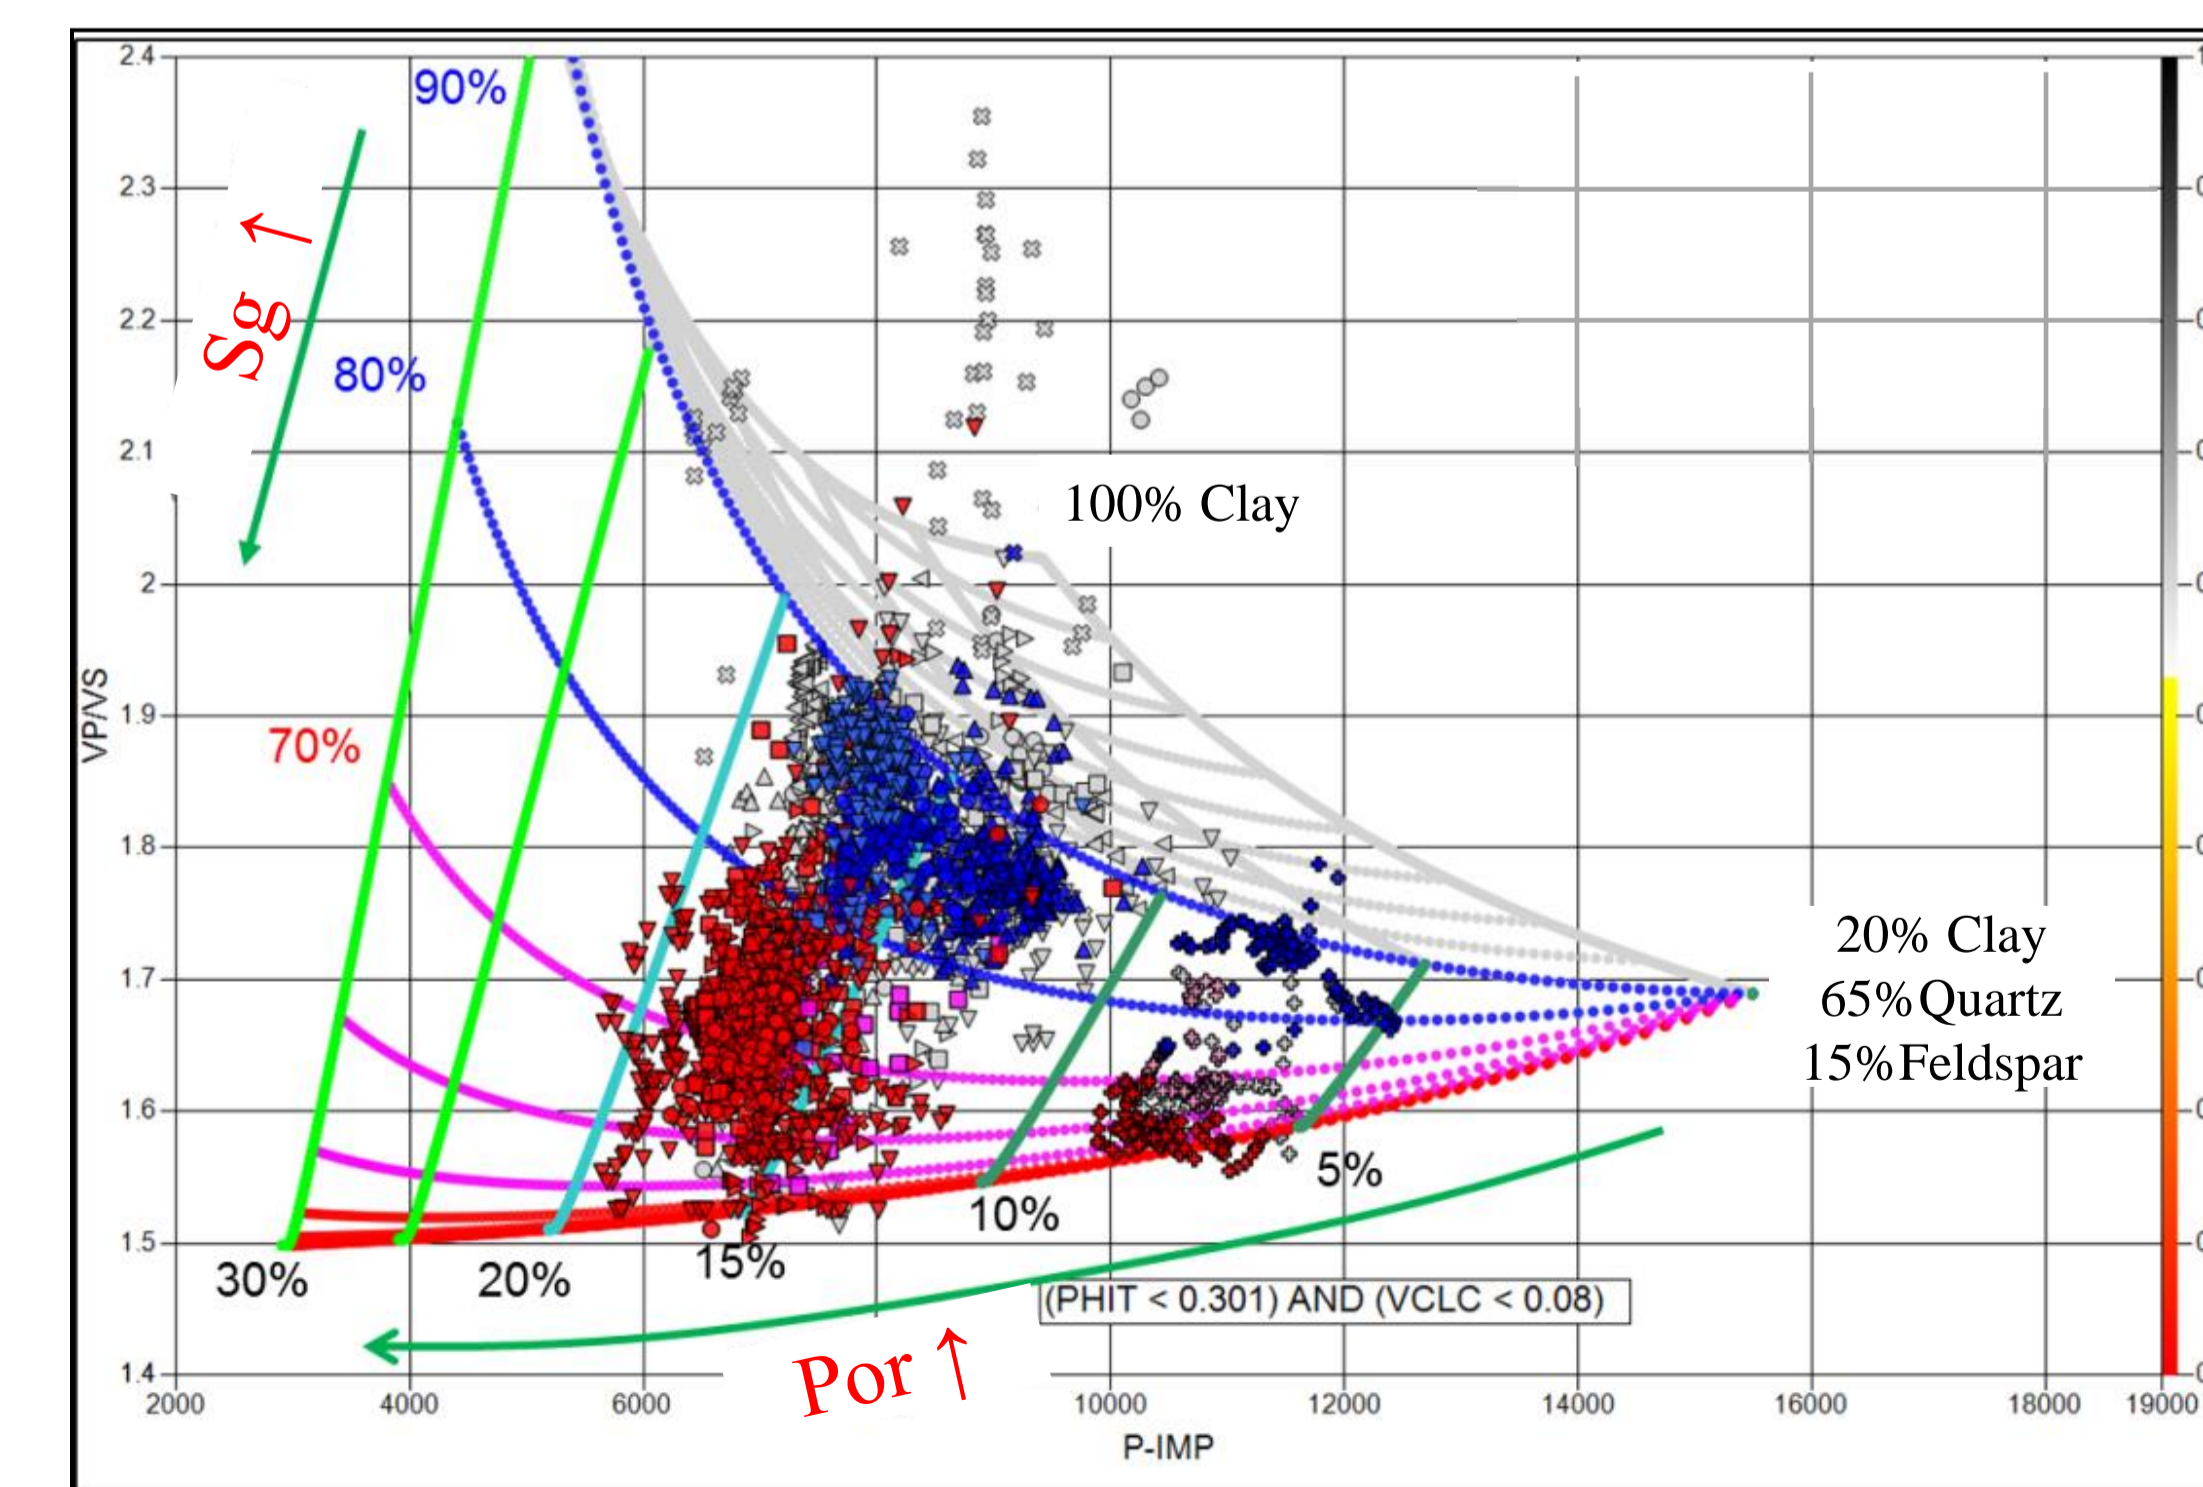 2.4
90%
2.3
Sg ↑
2.2
80%
2.1
100% Clay
2
VP/VS
1.9
70%
1.8
20% Clay
65% Quartz
15% Feldspar
1.7
1.6
5%
10%
1.5
15%
30%
20%
(PHIT < 0.301) AND (VCLC < 0.08)
Por ↑
1.4
2000 4000 6000 10000 12000 14000 16000 18000 19000
P-IMP